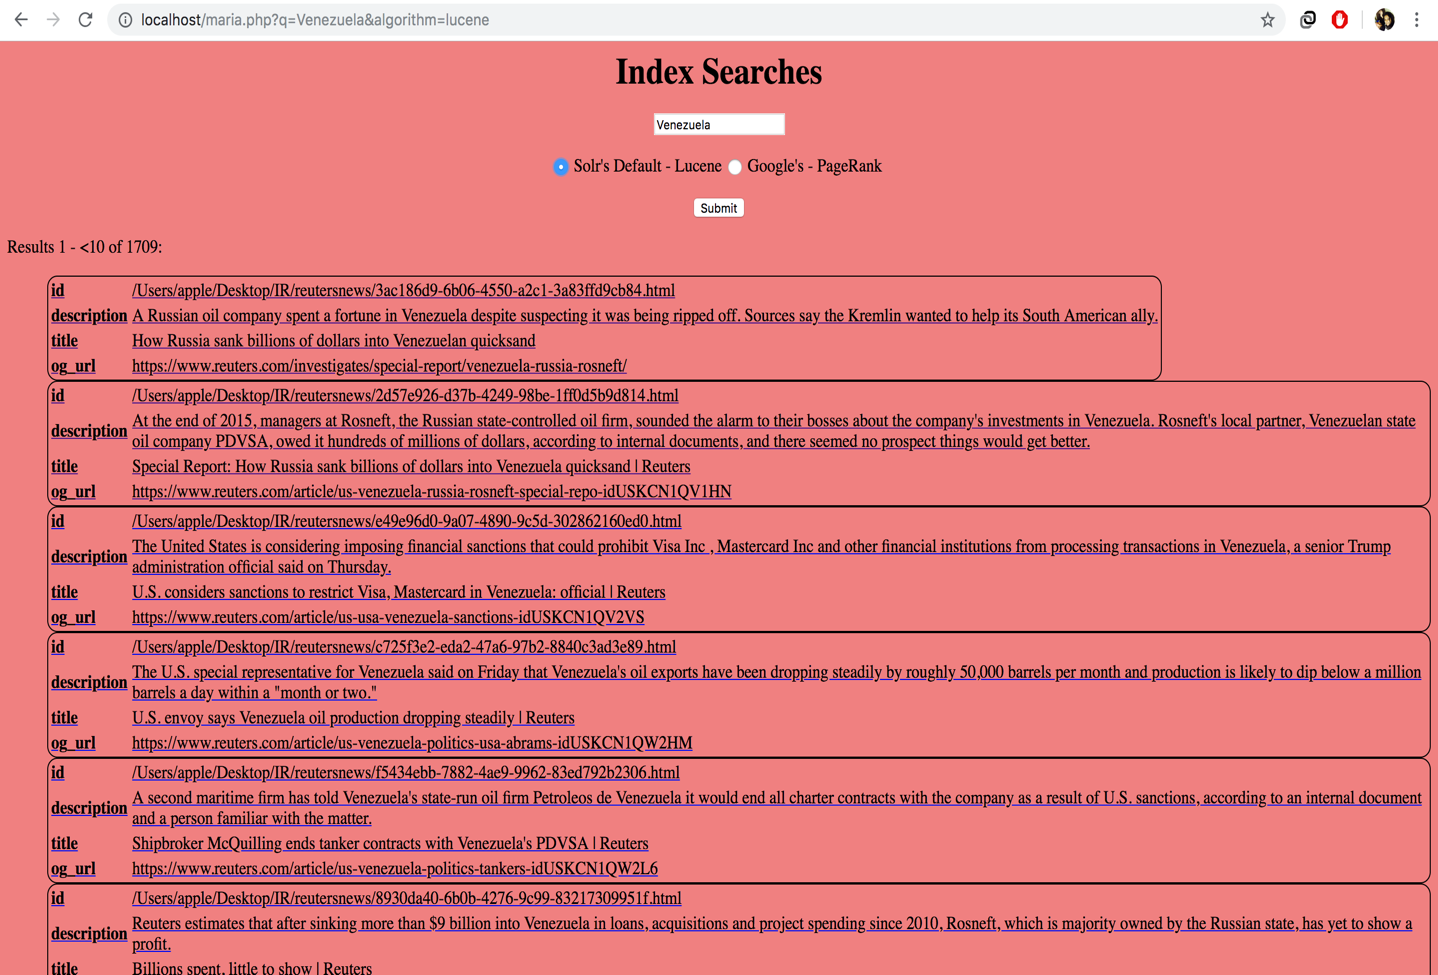 localhost/maria.php?q=Venezuela&algorithm=lucene
Index Searches
Venezuela
Solr's Default - Lucene Google's - PageRank
Submit
Results 1 - <10 of 1709:
id /Users/apple/Desktop/IR/reutersnews/3ac186d9-6b06-4550-a2c1-3a83ffd9cb84.html
description A Russian oil company spent a fortune in Venezuela despite suspecting it was being ripped off. Sources say the Kremlin wanted to help its South American ally.
title How Russia sank billions of dollars into Venezuelan quicksand
og_url https://www.reuters.com/investigates/special-report/venezuela-russia-rosneft/
id /Users/apple/Desktop/IR/reutersnews/2d57e926-d37b-4249-98be-1ff0d5b9d814.html
description At the end of 2015, managers at Rosneft, the Russian state-controlled oil firm, sounded the alarm to their bosses about the company's investments in Venezuela. Rosneft's local partner, Venezuelan state
oil company PDVSA, owed it hundreds of millions of dollars, according to internal documents, and there seemed no prospect things would get better.
title Special Report: How Russia sank billions of dollars into Venezuela quicksand | Reuters
og_url https://www.reuters.com/article/us-venezuela-russia-rosneft-special-repo-idUSKCN1QV1HN
id /Users/apple/Desktop/IR/reutersnews/e49e96d0-9a07-4890-9c5d-302862160ed0.html
description The United States is considering imposing financial sanctions that could prohibit Visa Inc , Mastercard Inc and other financial institutions from processing transactions in Venezuela, a senior Trump
administration official said on Thursday.
title U.S. considers sanctions to restrict Visa, Mastercard in Venezuela: official | Reuters
og_url https://www.reuters.com/article/us-usa-venezuela-sanctions-idUSKCN1QV2VS
id /Users/apple/Desktop/IR/reutersnews/c725f3e2-eda2-47a6-97b2-8840c3ad3e89.html
description The U.S. special representative for Venezuela said on Friday that Venezuela's oil exports have been dropping steadily by roughly 50,000 barrels per month and production is likely to dip below a million
barrels a day within a "month or two."
title U.S. envoy says Venezuela oil production dropping steadily | Reuters
og_url https://www.reuters.com/article/us-venezuela-politics-usa-abrams-idUSKCN1QW2HM
id /Users/apple/Desktop/IR/reutersnews/f5434ebb-7882-4ae9-9962-83ed792b2306.html
description A second maritime firm has told Venezuela's state-run oil firm Petroleos de Venezuela it would end all charter contracts with the company as a result of U.S. sanctions, according to an internal document
and a person familiar with the matter.
title Shipbroker McQuilling ends tanker contracts with Venezuela's PDVSA | Reuters
og_url https://www.reuters.com/article/us-venezuela-politics-tankers-idUSKCN1QW2L6
id /Users/apple/Desktop/IR/reutersnews/8930da40-6b0b-4276-9c99-83217309951f.html
description Reuters estimates that after sinking more than $9 billion into Venezuela in loans, acquisitions and project spending since 2010, Rosneft, which is majority owned by the Russian state, has yet to show a
profit.
title Billions spent, little to show | Reuters